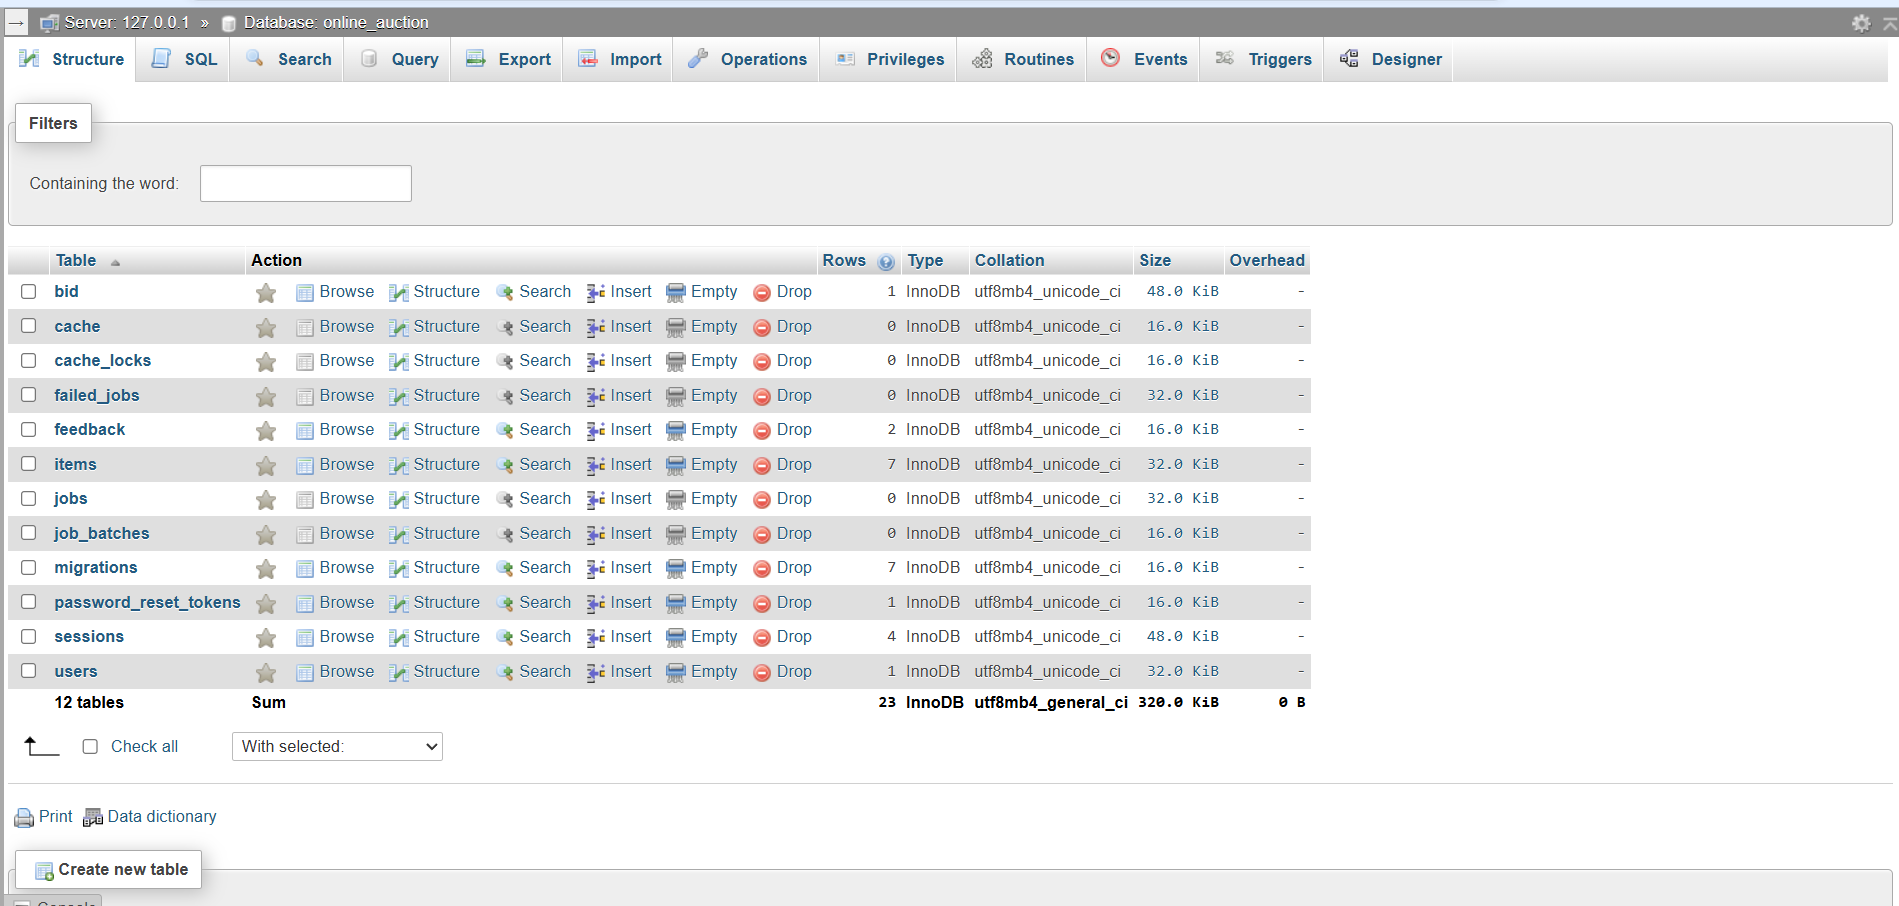 Server: 127.0.0.1 » Database: online_auction
Structure SQL Search Query Export Import Operations Privileges Routines Events Triggers Designer
Filters
Containing the word:
Table Action Rows Type Collation Size Overhead
bid Browse Structure Search Insert Empty Drop 1 InnoDB utf8mb4_unicode_ci 48.0 KiB -
cache Browse Structure Search Insert Empty Drop 0 InnoDB utf8mb4_unicode_ci 16.0 KiB -
cache_locks Browse Structure Search Insert Empty Drop 0 InnoDB utf8mb4_unicode_ci 16.0 KiB -
failed_jobs Browse Structure Search Insert Empty Drop 0 InnoDB utf8mb4_unicode_ci 32.0 KiB -
feedback Browse Structure Search Insert Empty Drop 2 InnoDB utf8mb4_unicode_ci 16.0 KiB -
items Browse Structure Search Insert Empty Drop 7 InnoDB utf8mb4_unicode_ci 32.0 KiB -
jobs Browse Structure Search Insert Empty Drop 0 InnoDB utf8mb4_unicode_ci 32.0 KiB -
job_batches Browse Structure Search Insert Empty Drop 0 InnoDB utf8mb4_unicode_ci 16.0 KiB -
migrations Browse Structure Search Insert Empty Drop 7 InnoDB utf8mb4_unicode_ci 16.0 KiB -
password_reset_tokens Browse Structure Search Insert Empty Drop 1 InnoDB utf8mb4_unicode_ci 16.0 KiB -
sessions Browse Structure Search Insert Empty Drop 4 InnoDB utf8mb4_unicode_ci 48.0 KiB -
users Browse Structure Search Insert Empty Drop 1 InnoDB utf8mb4_unicode_ci 32.0 KiB -
12 tables Sum 23 InnoDB utf8mb4_general_ci 320.0 KiB 0 B
Check all With selected:
Print Data dictionary
Create new table
Console